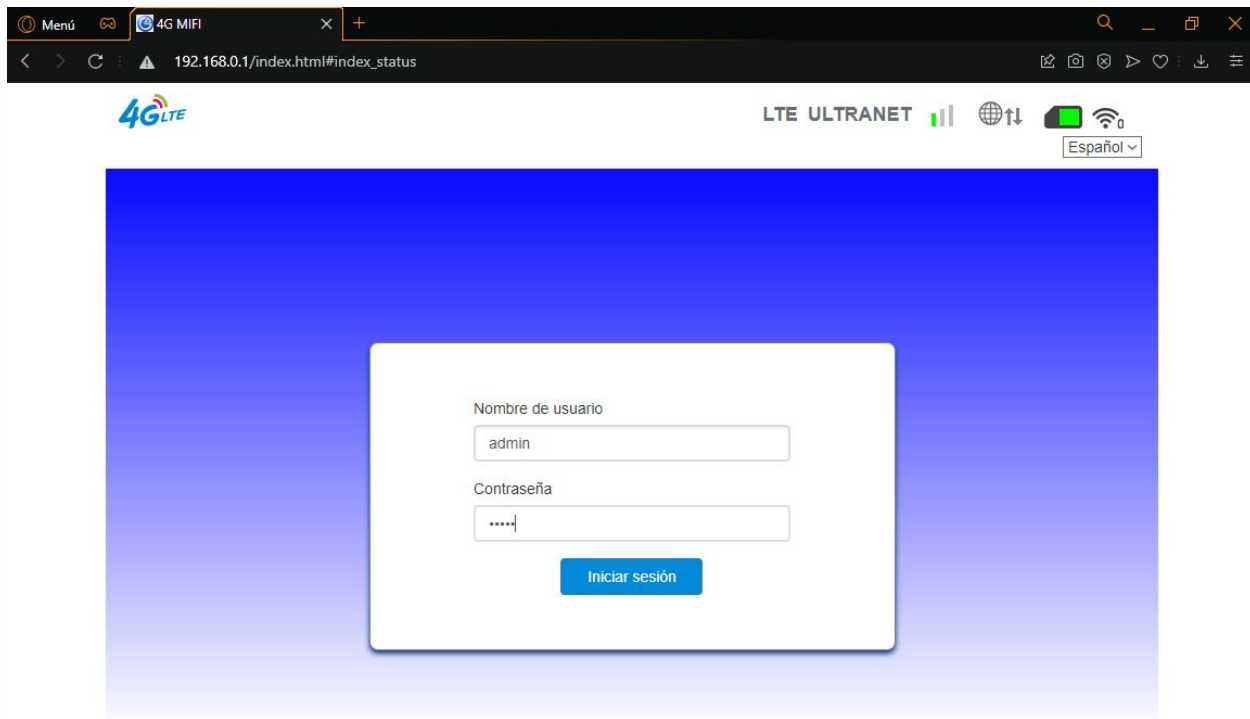 Menú
4G MIFI
192.168.0.1/index.html#index_status
4G LTE
LTE ULTRANET
Español
Nombre de usuario
admin
Contraseña
•••••
Iniciar sesión